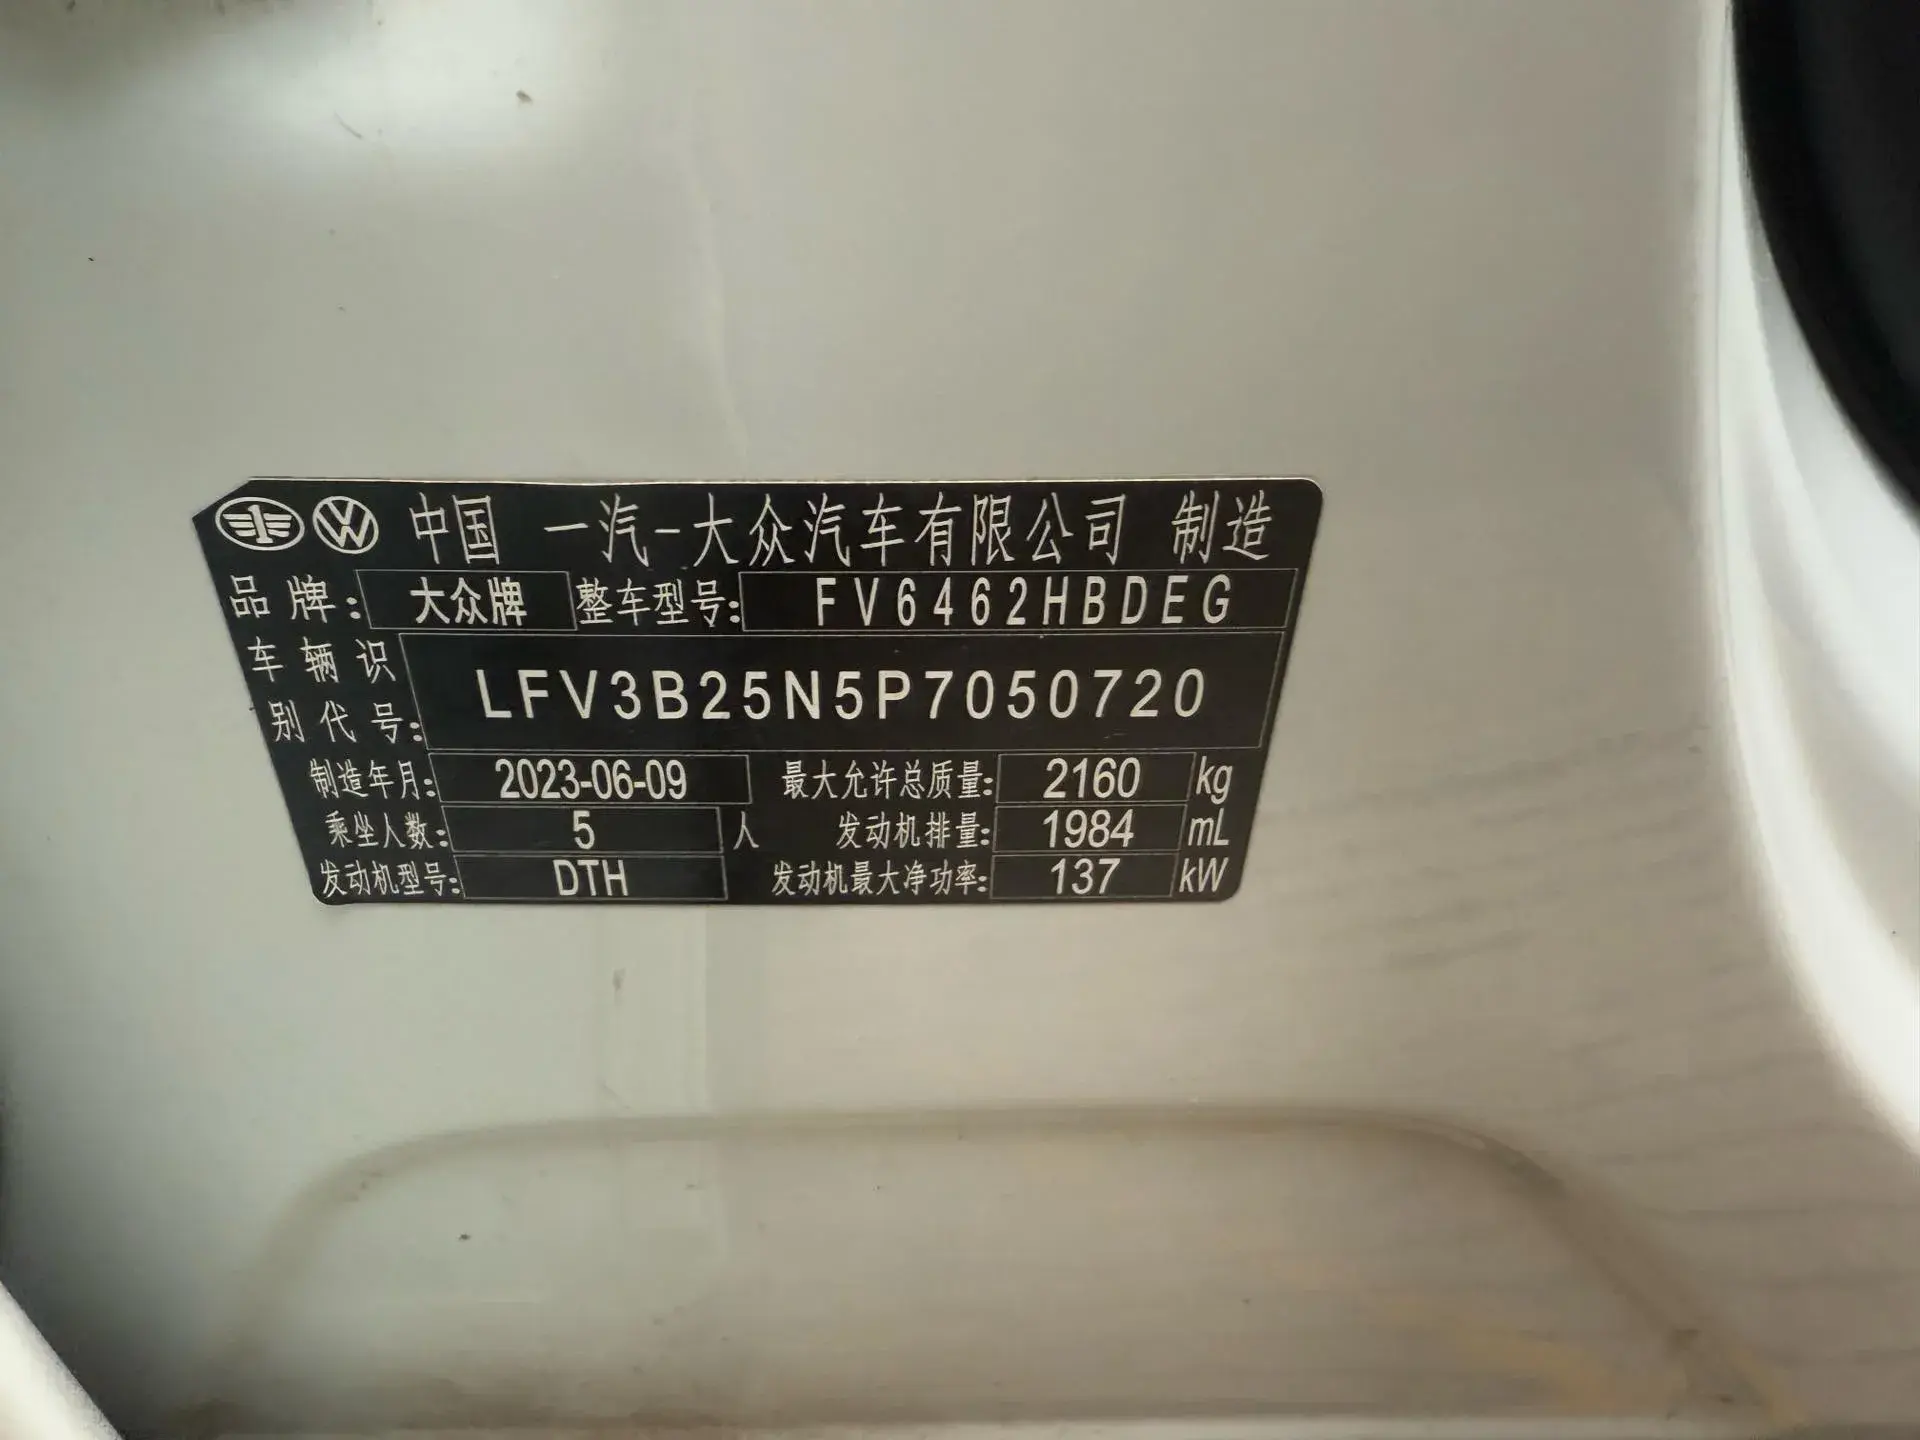 中国 一汽-大众汽车有限公司 制造
品牌: 大众牌 整车型号: FV6462HBDEG
车辆识别代号: LFV3B25N5P7050720
制造年月: 2023-06-09 最大允许总质量: 2160 kg
乘坐人数: 5 人 发动机排量: 1984 mL
发动机型号: DTH 发动机最大净功率: 137 kW